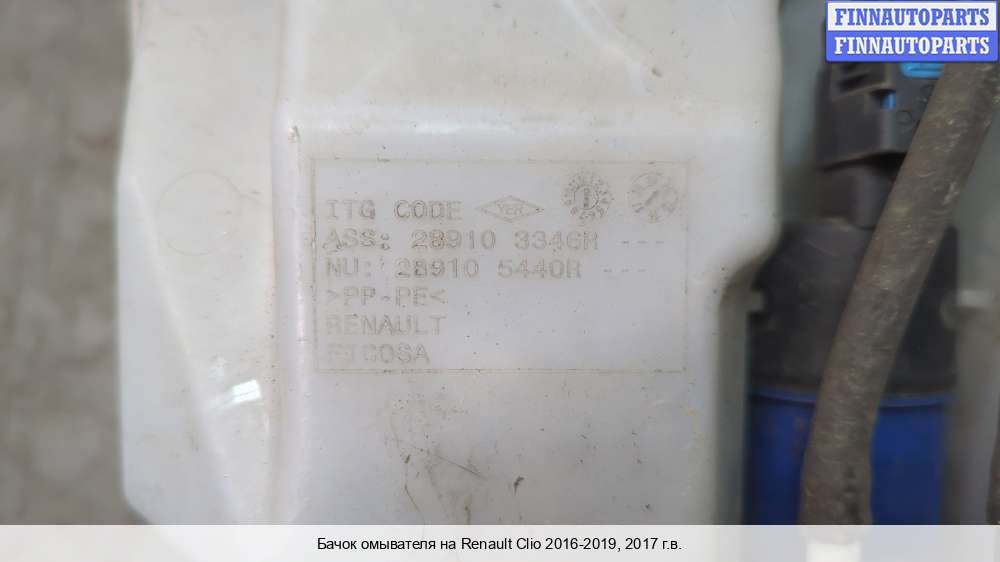 FINNAUTOPARTS
FINNAUTOPARTS
ITG CODE
ASS: 28910 3346R ---
NU: 28910 5440R ---
>PP-PE<
RENAULT
FICOSA
Бачок омывателя на Renault Clio 2016-2019, 2017 г.в.